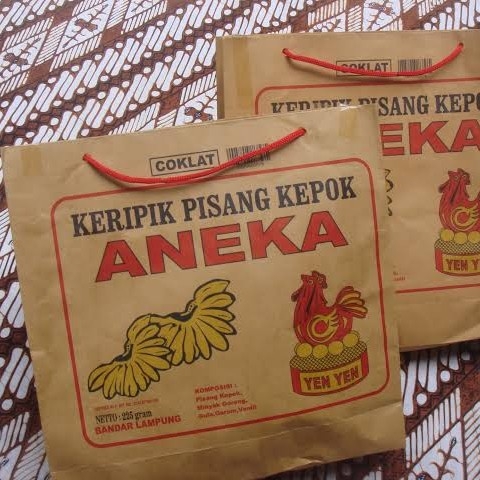 COKLAT
KERIPIK PISANG KEPOK
ANEKA
YEN YEN
KOMPOSISI :
Pisang Kepok,
Minyak Goreng,
Gula,Garam,Vanili
NETTO : 225 gram
BANDAR LAMPUNG
COKLAT
KERIPIK PISANG KEPO
EKA
YEN YEN